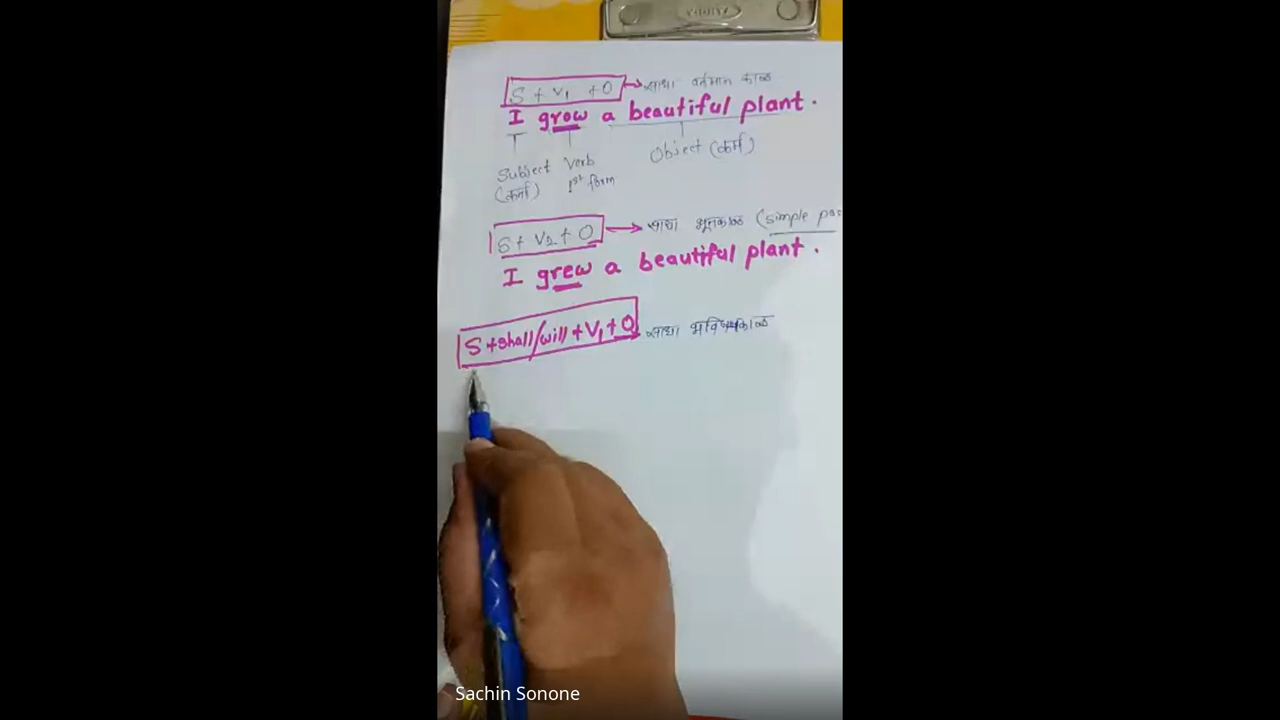 S + V₁ + O → साधा वर्तमान काळ
I grow a beautiful plant.
Subject Verb Object (कर्म)
(कर्ता) 1st form
S + V₂ + O → साधा भूतकाळ (simple pas
I grew a beautiful plant.
S + shall/will + V₁ + O → साधा भविष्यकाळ
Sachin Sonone